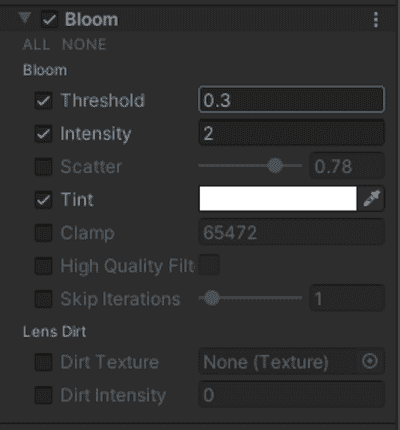 Bloom
ALL NONE
Bloom
Threshold 0.3
Intensity 2
Scatter 0.78
Tint
Clamp 65472
High Quality Filt
Skip Iterations 1
Lens Dirt
Dirt Texture None (Texture)
Dirt Intensity 0